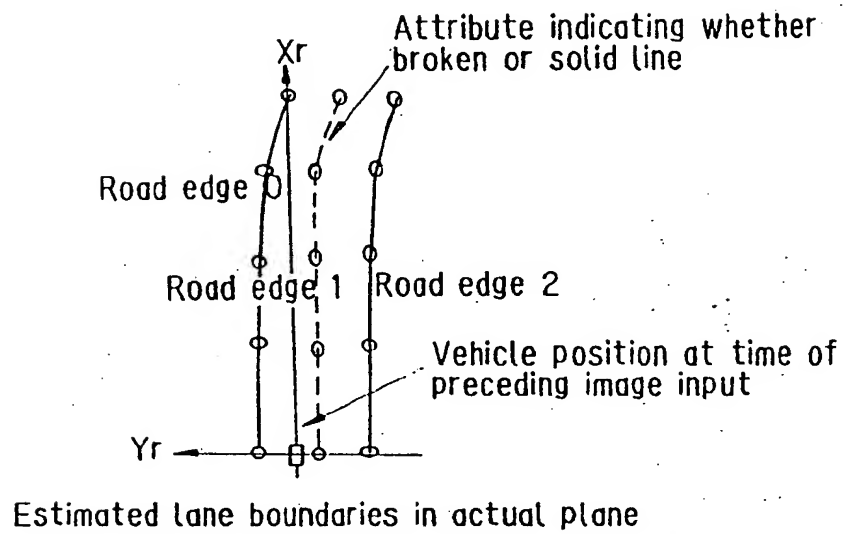 Attribute indicating whether
broken or solid line
Xr
Road edge 0
Road edge 1
Road edge 2
Vehicle position at time of
preceding image input
Yr
Estimated lane boundaries in actual plane